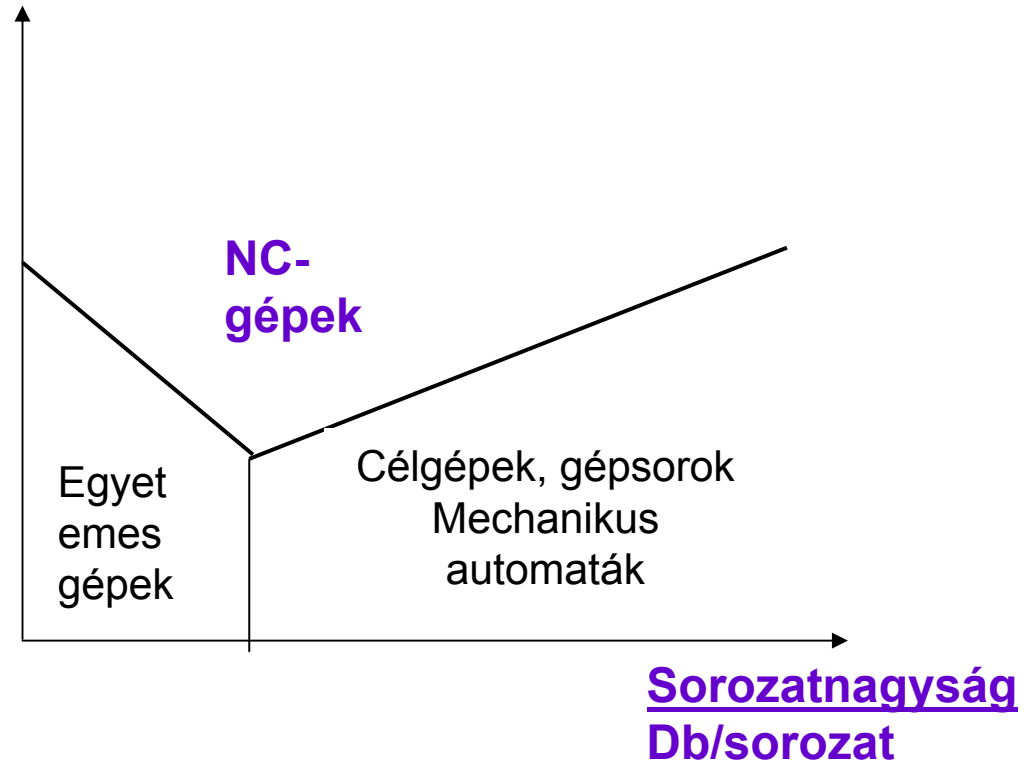 NC-
gépek
Egyet
emes
gépek
Célgépek, gépsorok
Mechanikus
automaták
Sorozatnagyság
Db/sorozat